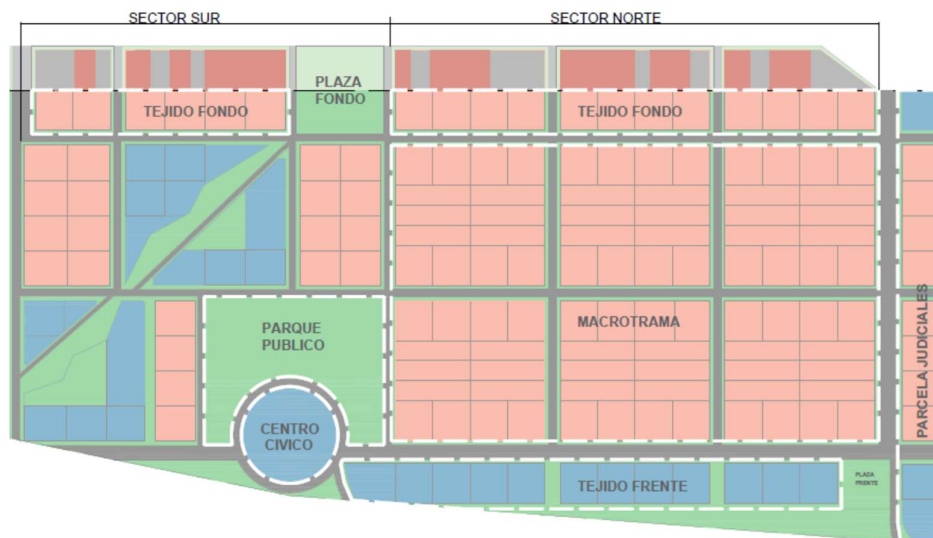 SECTOR SUR
SECTOR NORTE
PLAZA
FONDO
TEJIDO FONDO
TEJIDO FONDO
PARQUE
PUBLICO
MACROTRAMA
PARCELA JUDICIALES
CENTRO
CIVICO
TEJIDO FRENTE
PLAZA
FRENTE